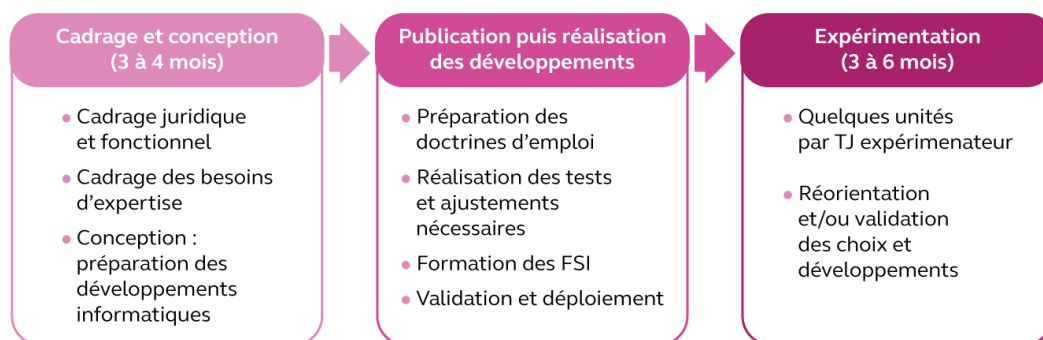 Cadrage et conception
(3 à 4 mois)
• Cadrage juridique
et fonctionnel
• Cadrage des besoins
d'expertise
• Conception :
préparation des
développements
informatiques
Publication puis réalisation
des développements
• Préparation des
doctrines d'emploi
• Réalisation des tests
et ajustements
nécessaires
• Formation des FSI
• Validation et déploiement
Expérimentation
(3 à 6 mois)
• Quelques unités
par TJ expérimenateur
• Réorientation
et/ou validation
des choix et
développements